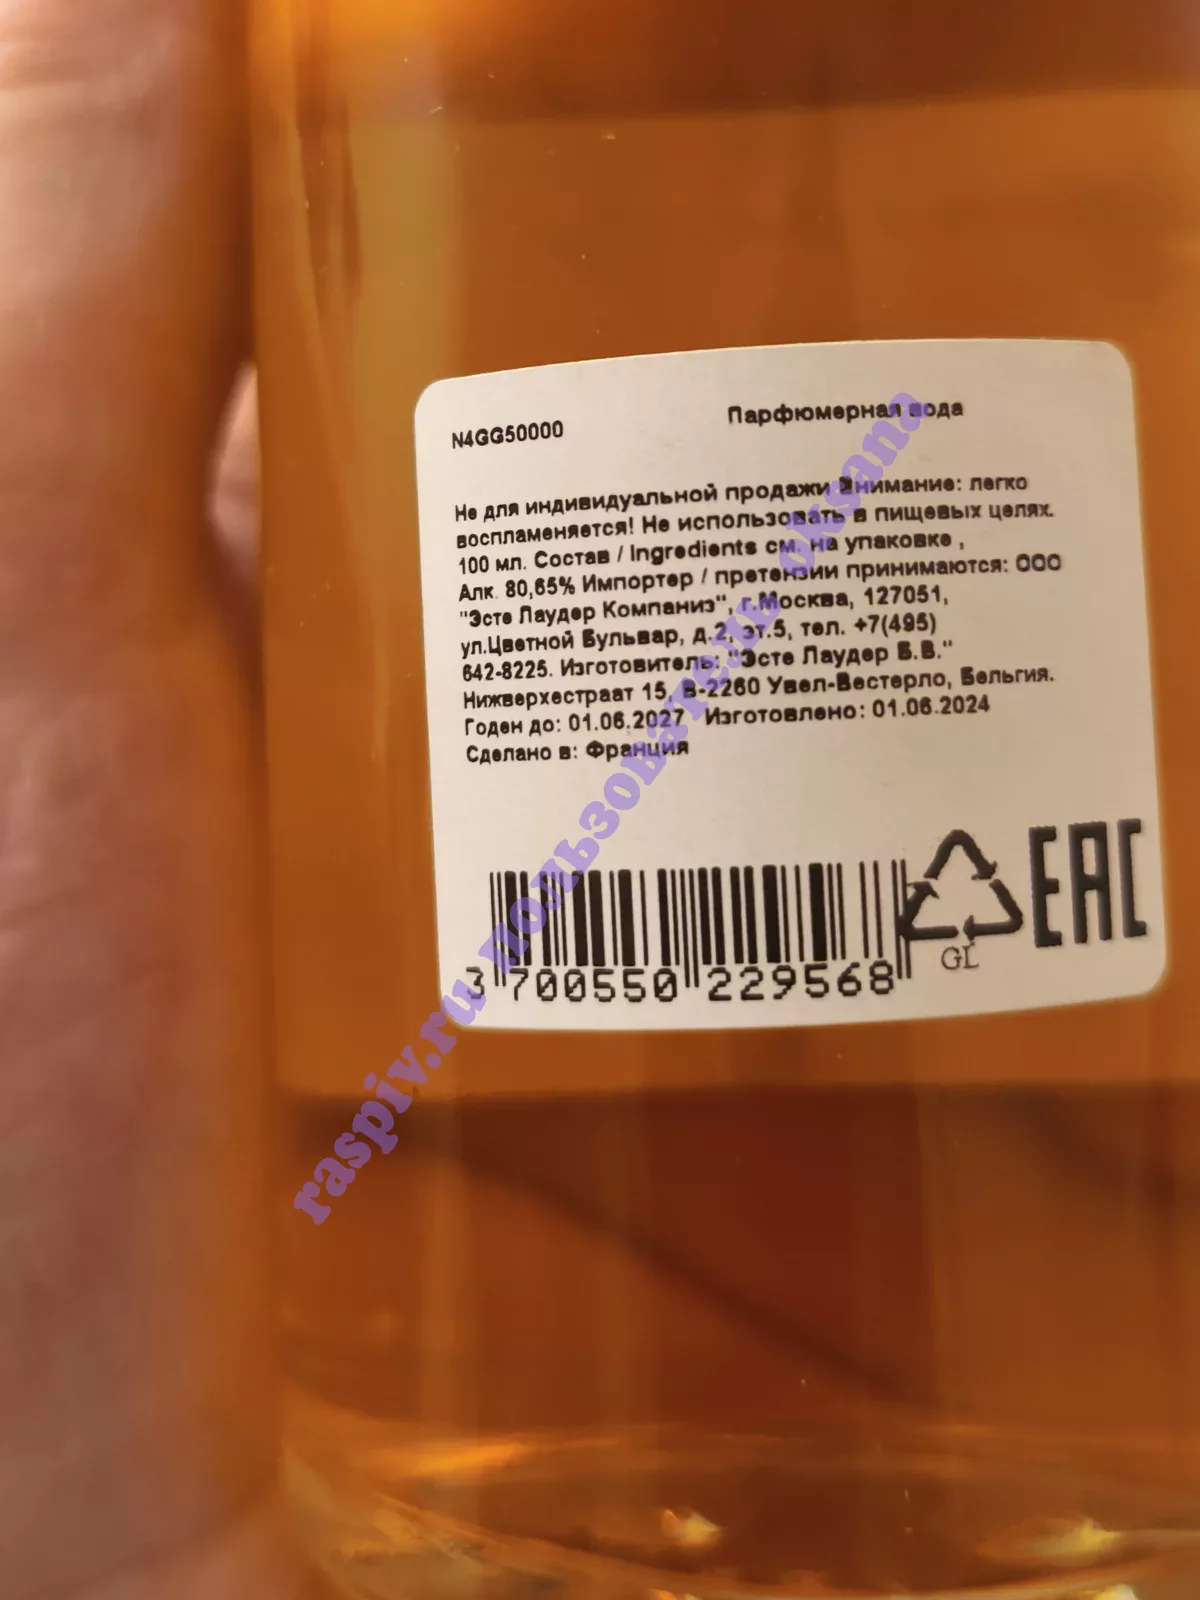 N4GG50000
Парфюмерная вода
Не для индивидуальной продажи Внимание: легко
воспламеняется! Не использовать в пищевых целях.
100 мл. Состав / Ingredients см. на упаковке ,
Алк. 80,65% Импортер / претензии принимаются: ООО
"Эсте Лаудер Компаниз", г.Москва, 127051,
ул.Цветной Бульвар, д.2, эт.5, тел. +7(495)
642-8225. Изготовитель: "Эсте Лаудер Б.В."
Нижверхестраат 15, B-2260 Увел-Вестерло, Бельгия.
Годен до: 01.06.2027 Изготовлено: 01.06.2024
Сделано в: Франция
3 700550 229568
GL
EAC
raspiv.ru пользователь oksana